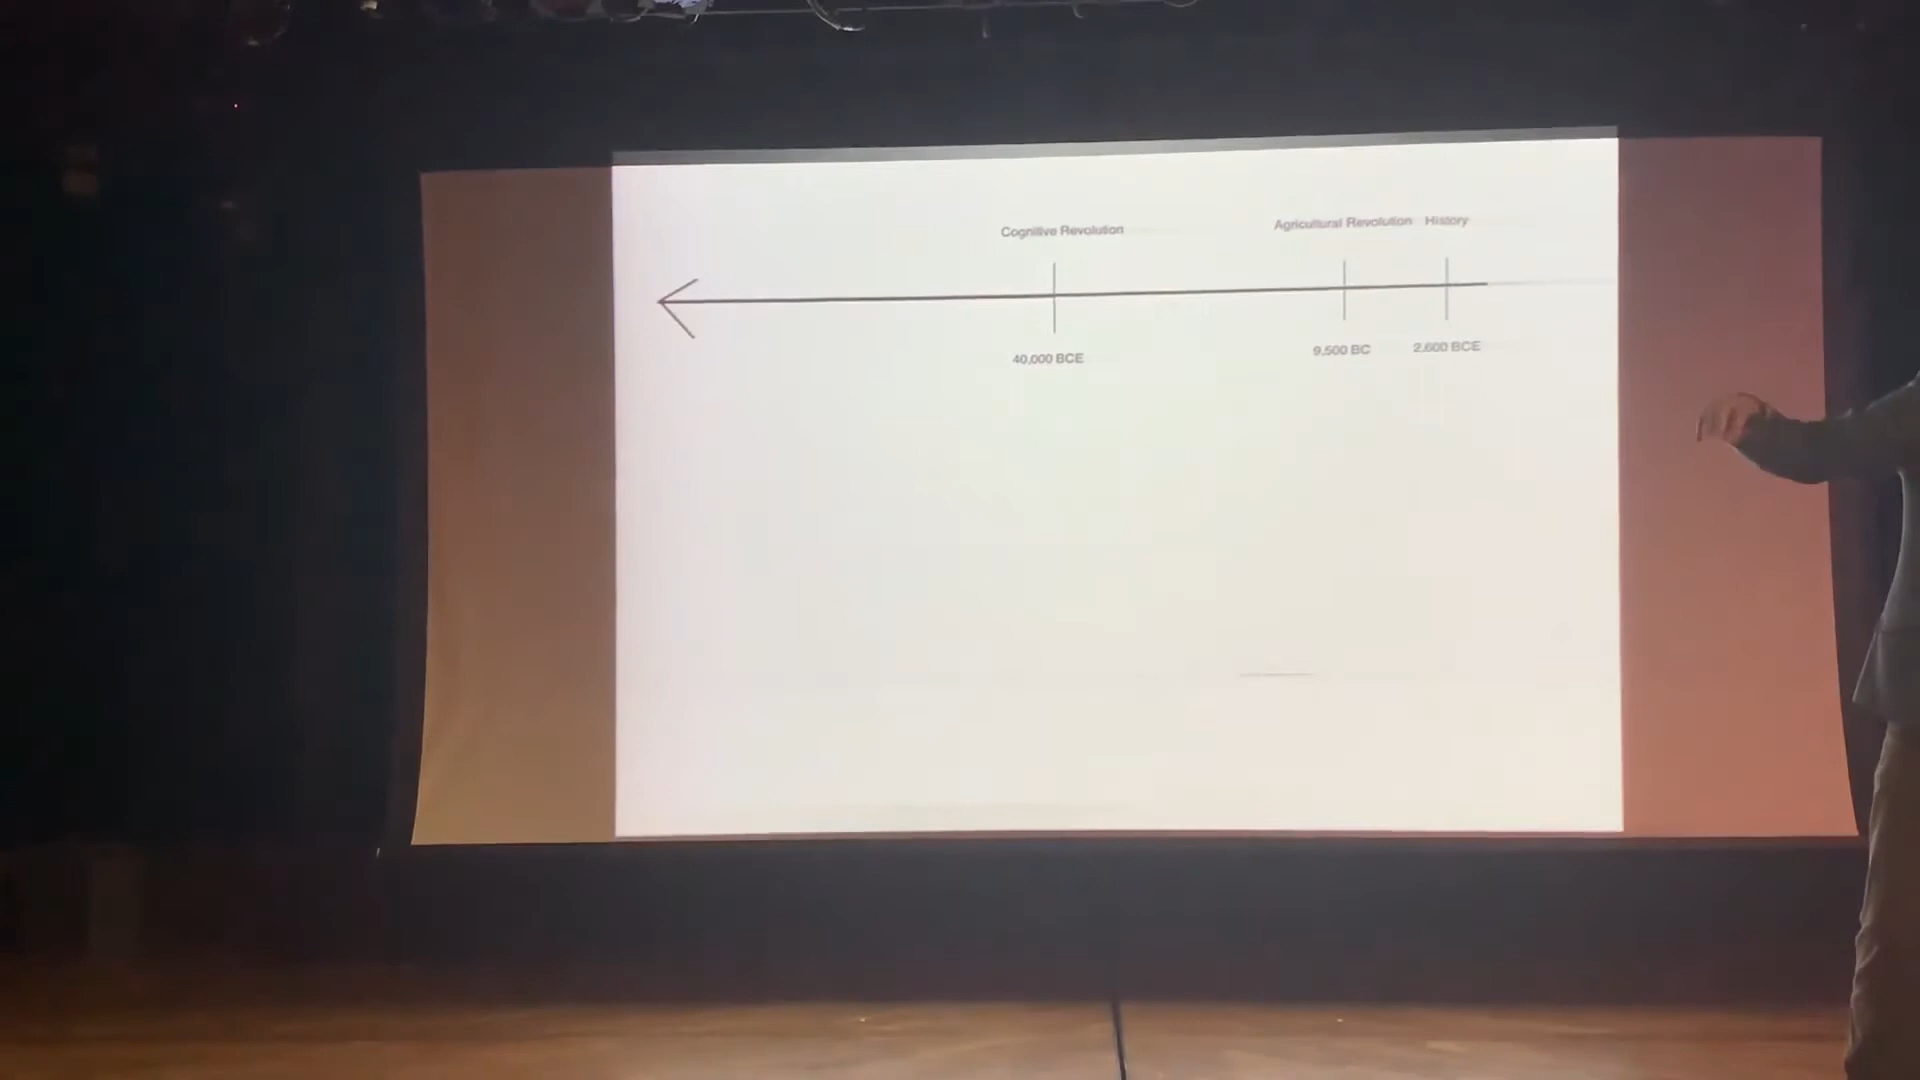 Cognitive Revolution
Agricultural Revolution
History
40,000 BCE
9,500 BC
2,600 BCE